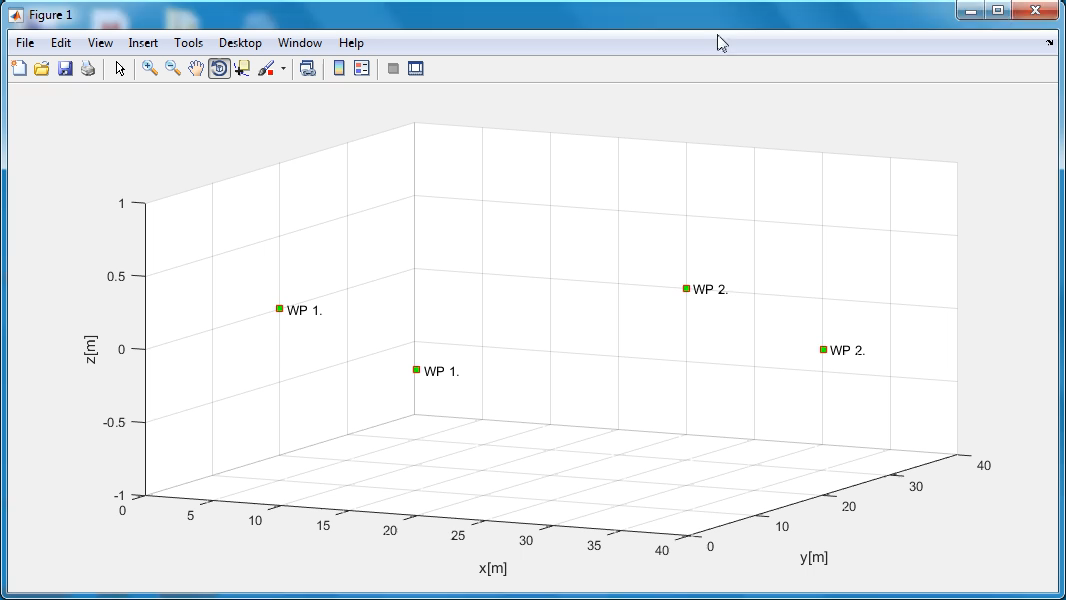 Figure 1
File Edit View Insert Tools Desktop Window Help
1
0.5
0
-0.5
-1
z[m]
WP 1.
WP 2.
WP 1.
WP 2.
0 5 10 15 20 25 30 35 40
x[m]
0 10 20 30 40
y[m]